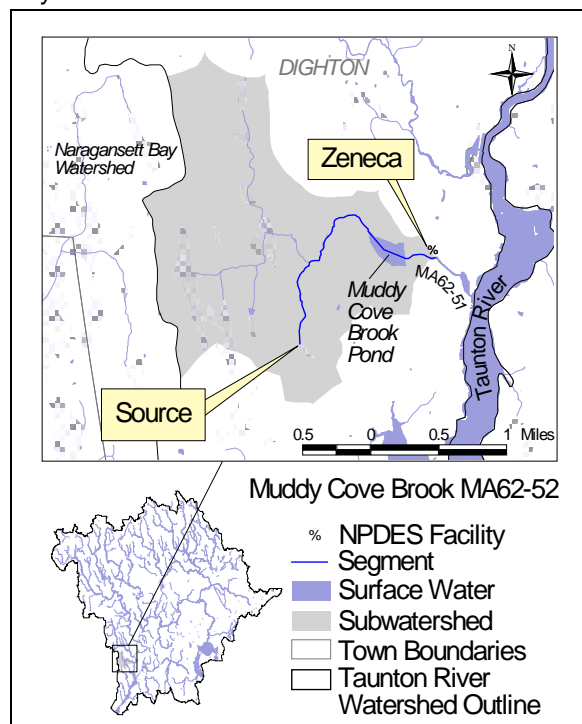 DIGHTON
N
Naragansett Bay
Watershed
Zeneca
%
MA62-51
Muddy
Cove
Brook
Pond
Taunton River
Source
0.5 0 0.5 1 Miles
Muddy Cove Brook MA62-52
% NPDES Facility
Segment
Surface Water
Subwatershed
Town Boundaries
Taunton River
Watershed Outline